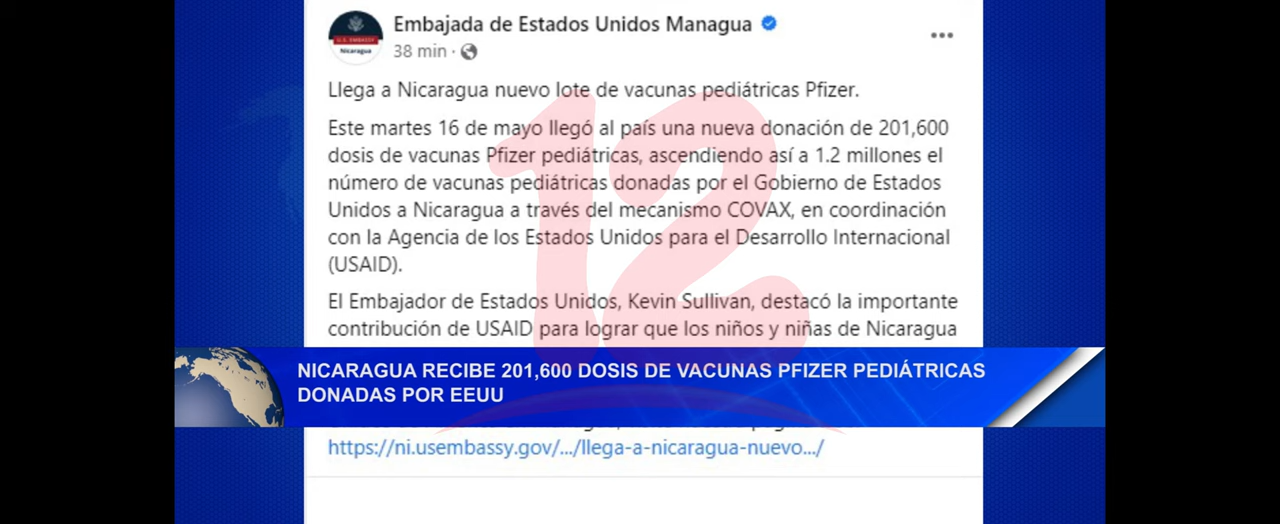 Embajada de Estados Unidos Managua
38 min ·
U.S. EMBASSY
Nicaragua
Llega a Nicaragua nuevo lote de vacunas pediátricas Pfizer.
Este martes 16 de mayo llegó al país una nueva donación de 201,600
dosis de vacunas Pfizer pediátricas, ascendiendo así a 1.2 millones el
número de vacunas pediátricas donadas por el Gobierno de Estados
Unidos a Nicaragua a través del mecanismo COVAX, en coordinación
con la Agencia de los Estados Unidos para el Desarrollo Internacional
(USAID).
El Embajador de Estados Unidos, Kevin Sullivan, destacó la importante
contribución de USAID para lograr que los niños y niñas de Nicaragua
12
NICARAGUA RECIBE 201,600 DOSIS DE VACUNAS PFIZER PEDIÁTRICAS
DONADAS POR EEUU
https://ni.usembassy.gov/.../llega-a-nicaragua-nuevo.../